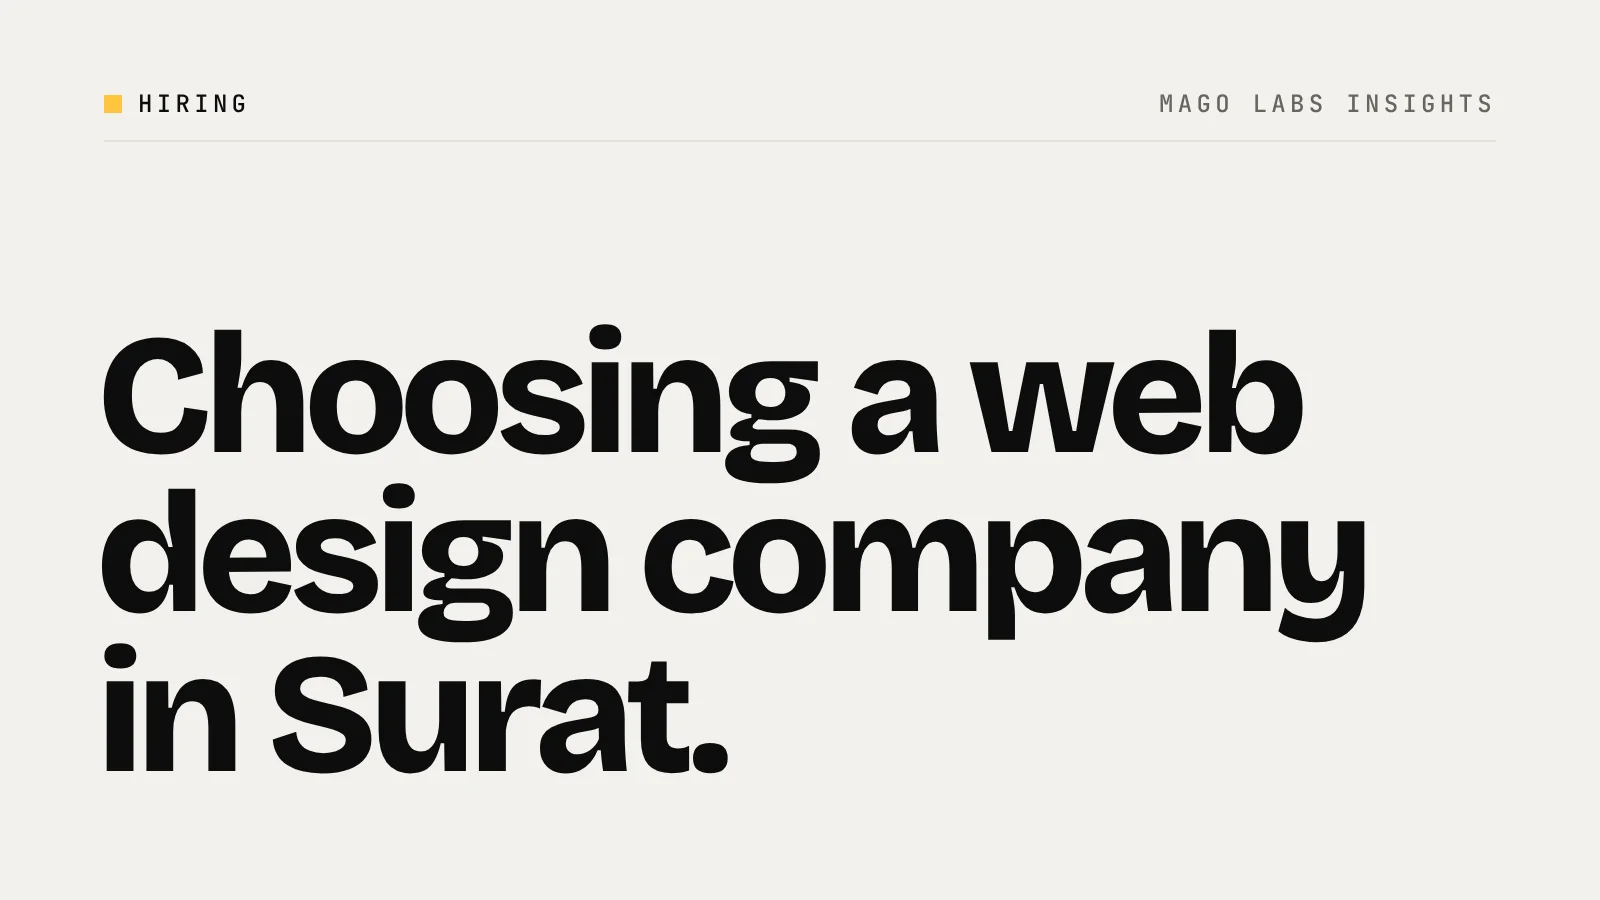 HIRING
MAGO LABS INSIGHTS
Choosing a web
design company
in Surat.